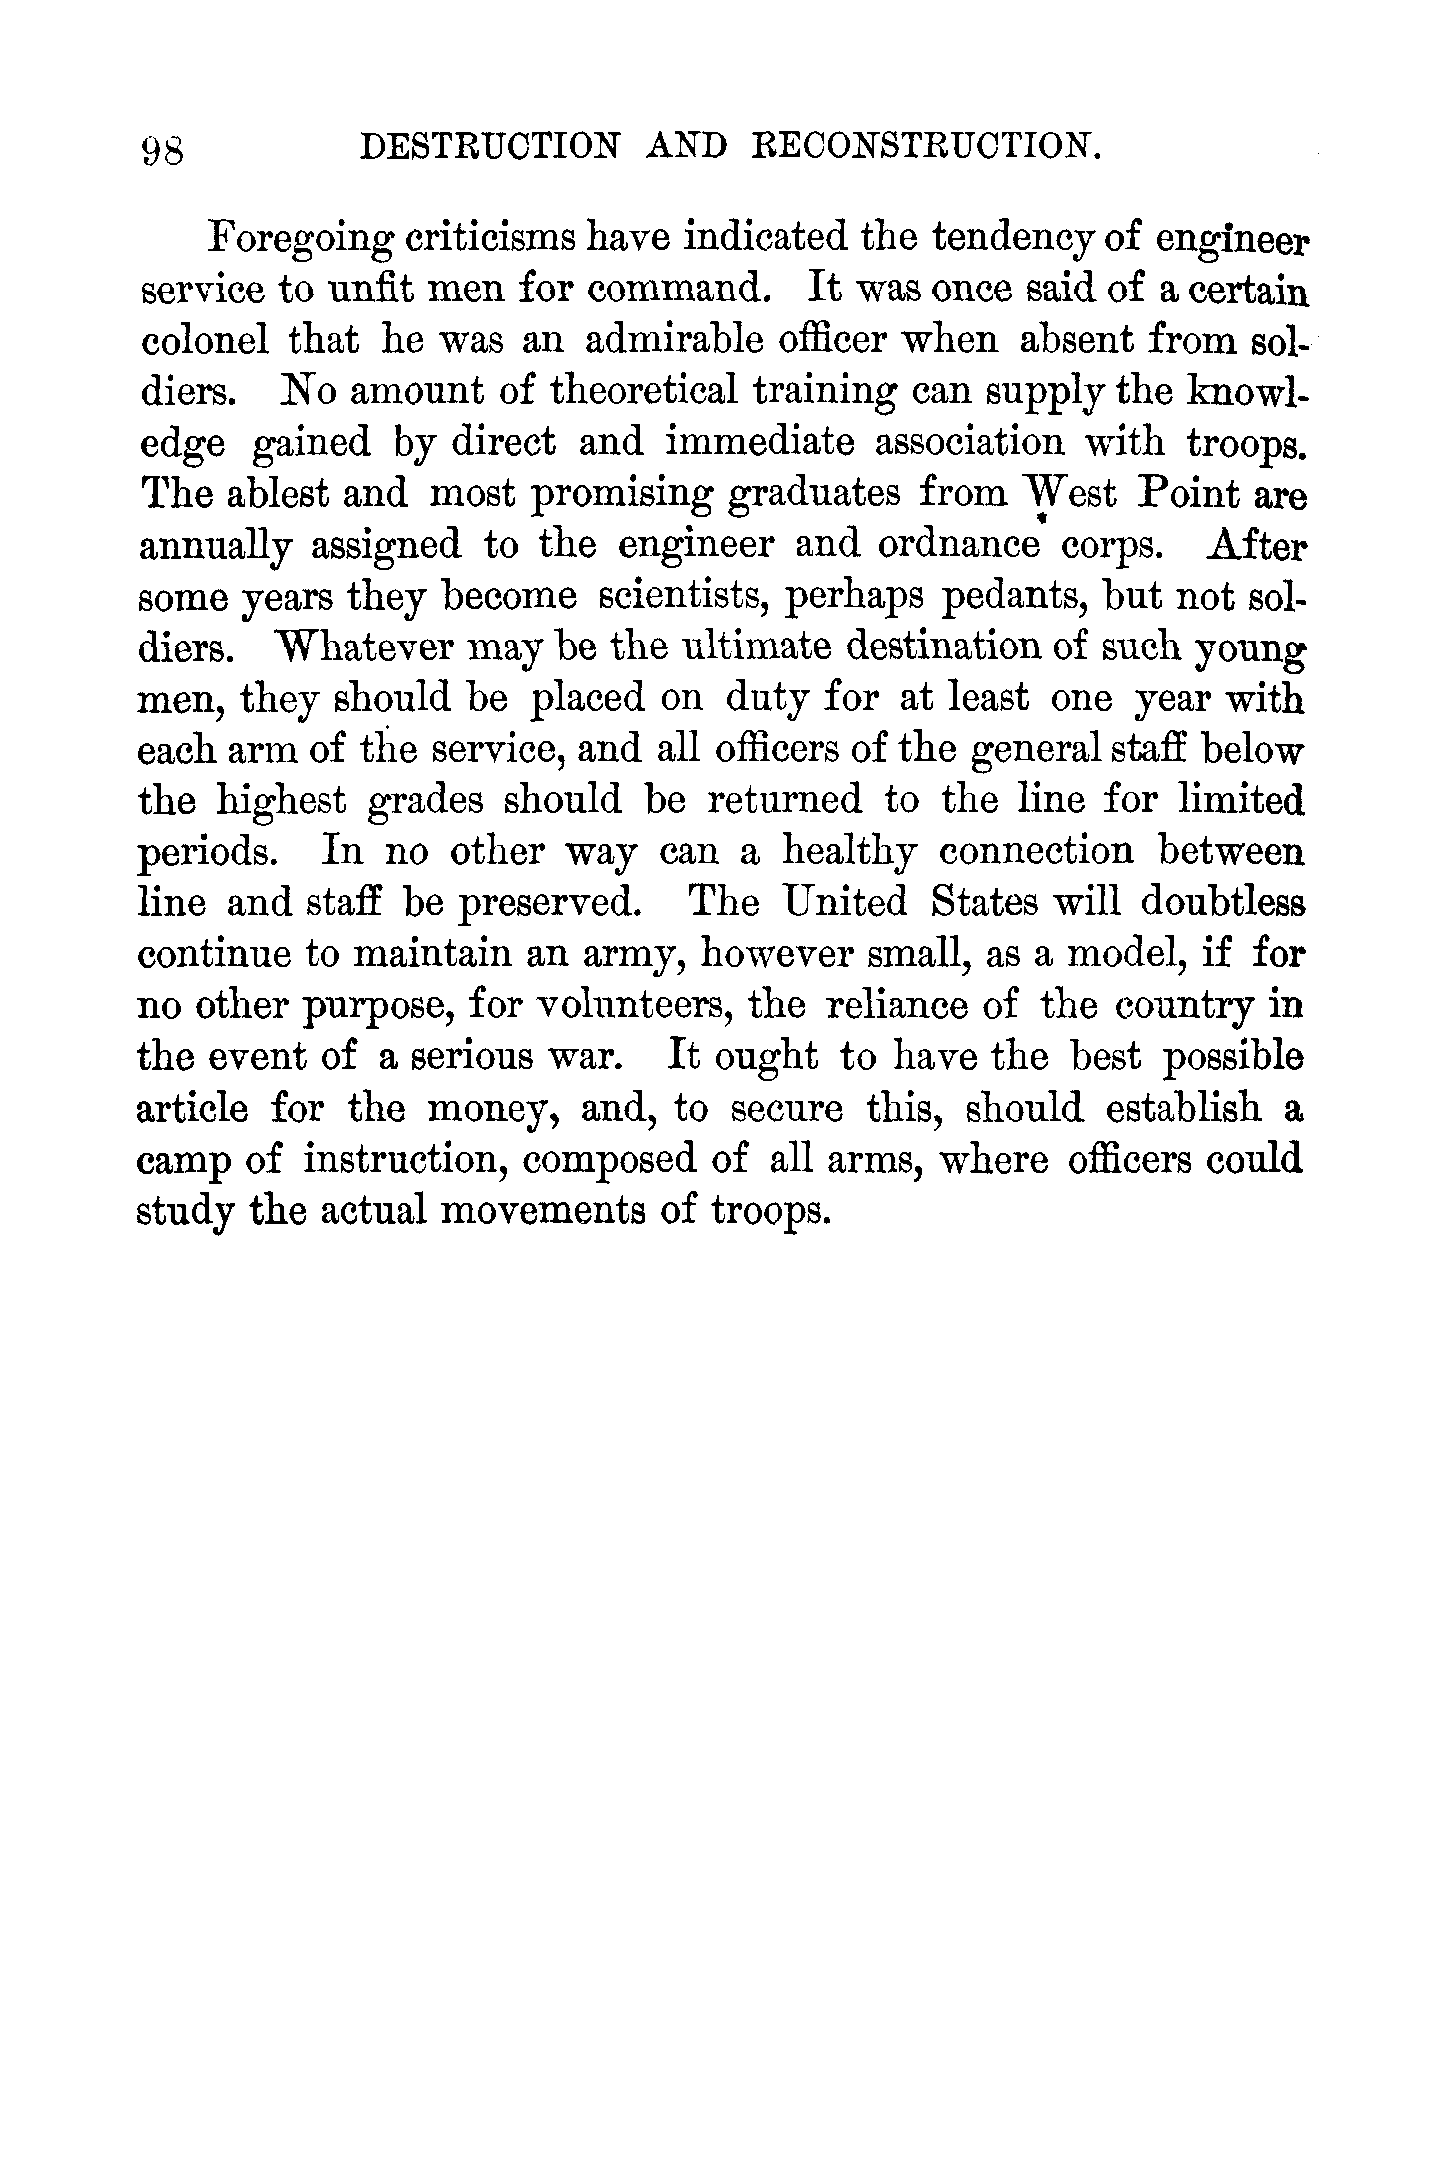 98 DESTRUCTION AND RECONSTRUCTION.
Foregoing criticisms have indicated the tendency of engineer
service to unfit men for command. It was once said of a certain
colonel that he was an admirable officer when absent from sol-
diers. No amount of theoretical training can supply the knowl-
edge gained by direct and immediate association with troops.
The ablest and most promising graduates from West Point are
annually assigned to the engineer and ordnance corps. After
some years they become scientists, perhaps pedants, but not sol-
diers. Whatever may be the ultimate destination of such young
men, they should be placed on duty for at least one year with
each arm of the service, and all officers of the general staff below
the highest grades should be returned to the line for limited
periods. In no other way can a healthy connection between
line and staff be preserved. The United States will doubtless
continue to maintain an army, however small, as a model, if for
no other purpose, for volunteers, the reliance of the country in
the event of a serious war. It ought to have the best possible
article for the money, and, to secure this, should establish a
camp of instruction, composed of all arms, where officers could
study the actual movements of troops.